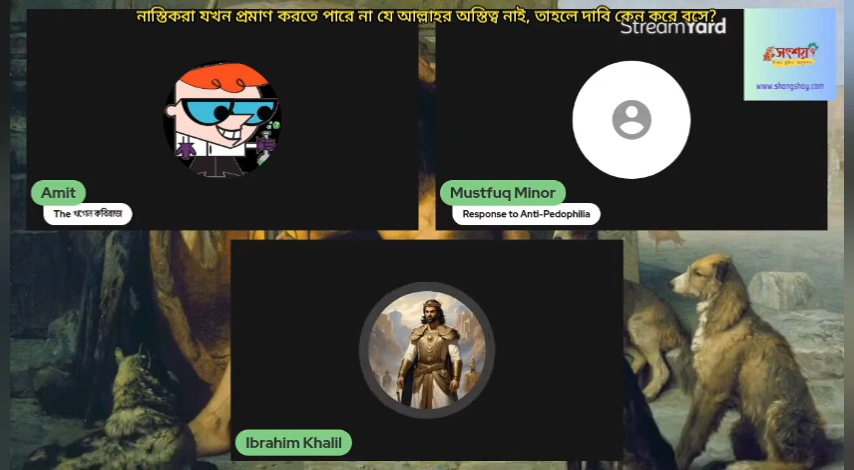 নাস্তিকরা যখন প্রমাণ করতে পারে না যে আল্লাহর অস্তিত্ব নাই, তাহলে দাবি কেন করে বসে?
StreamYard
সংশয়
www.shongshoy.com
Amit
The খগেন কবিরাজ
Mustfuq Minor
Response to Anti-Pedophilia
Ibrahim Khalil